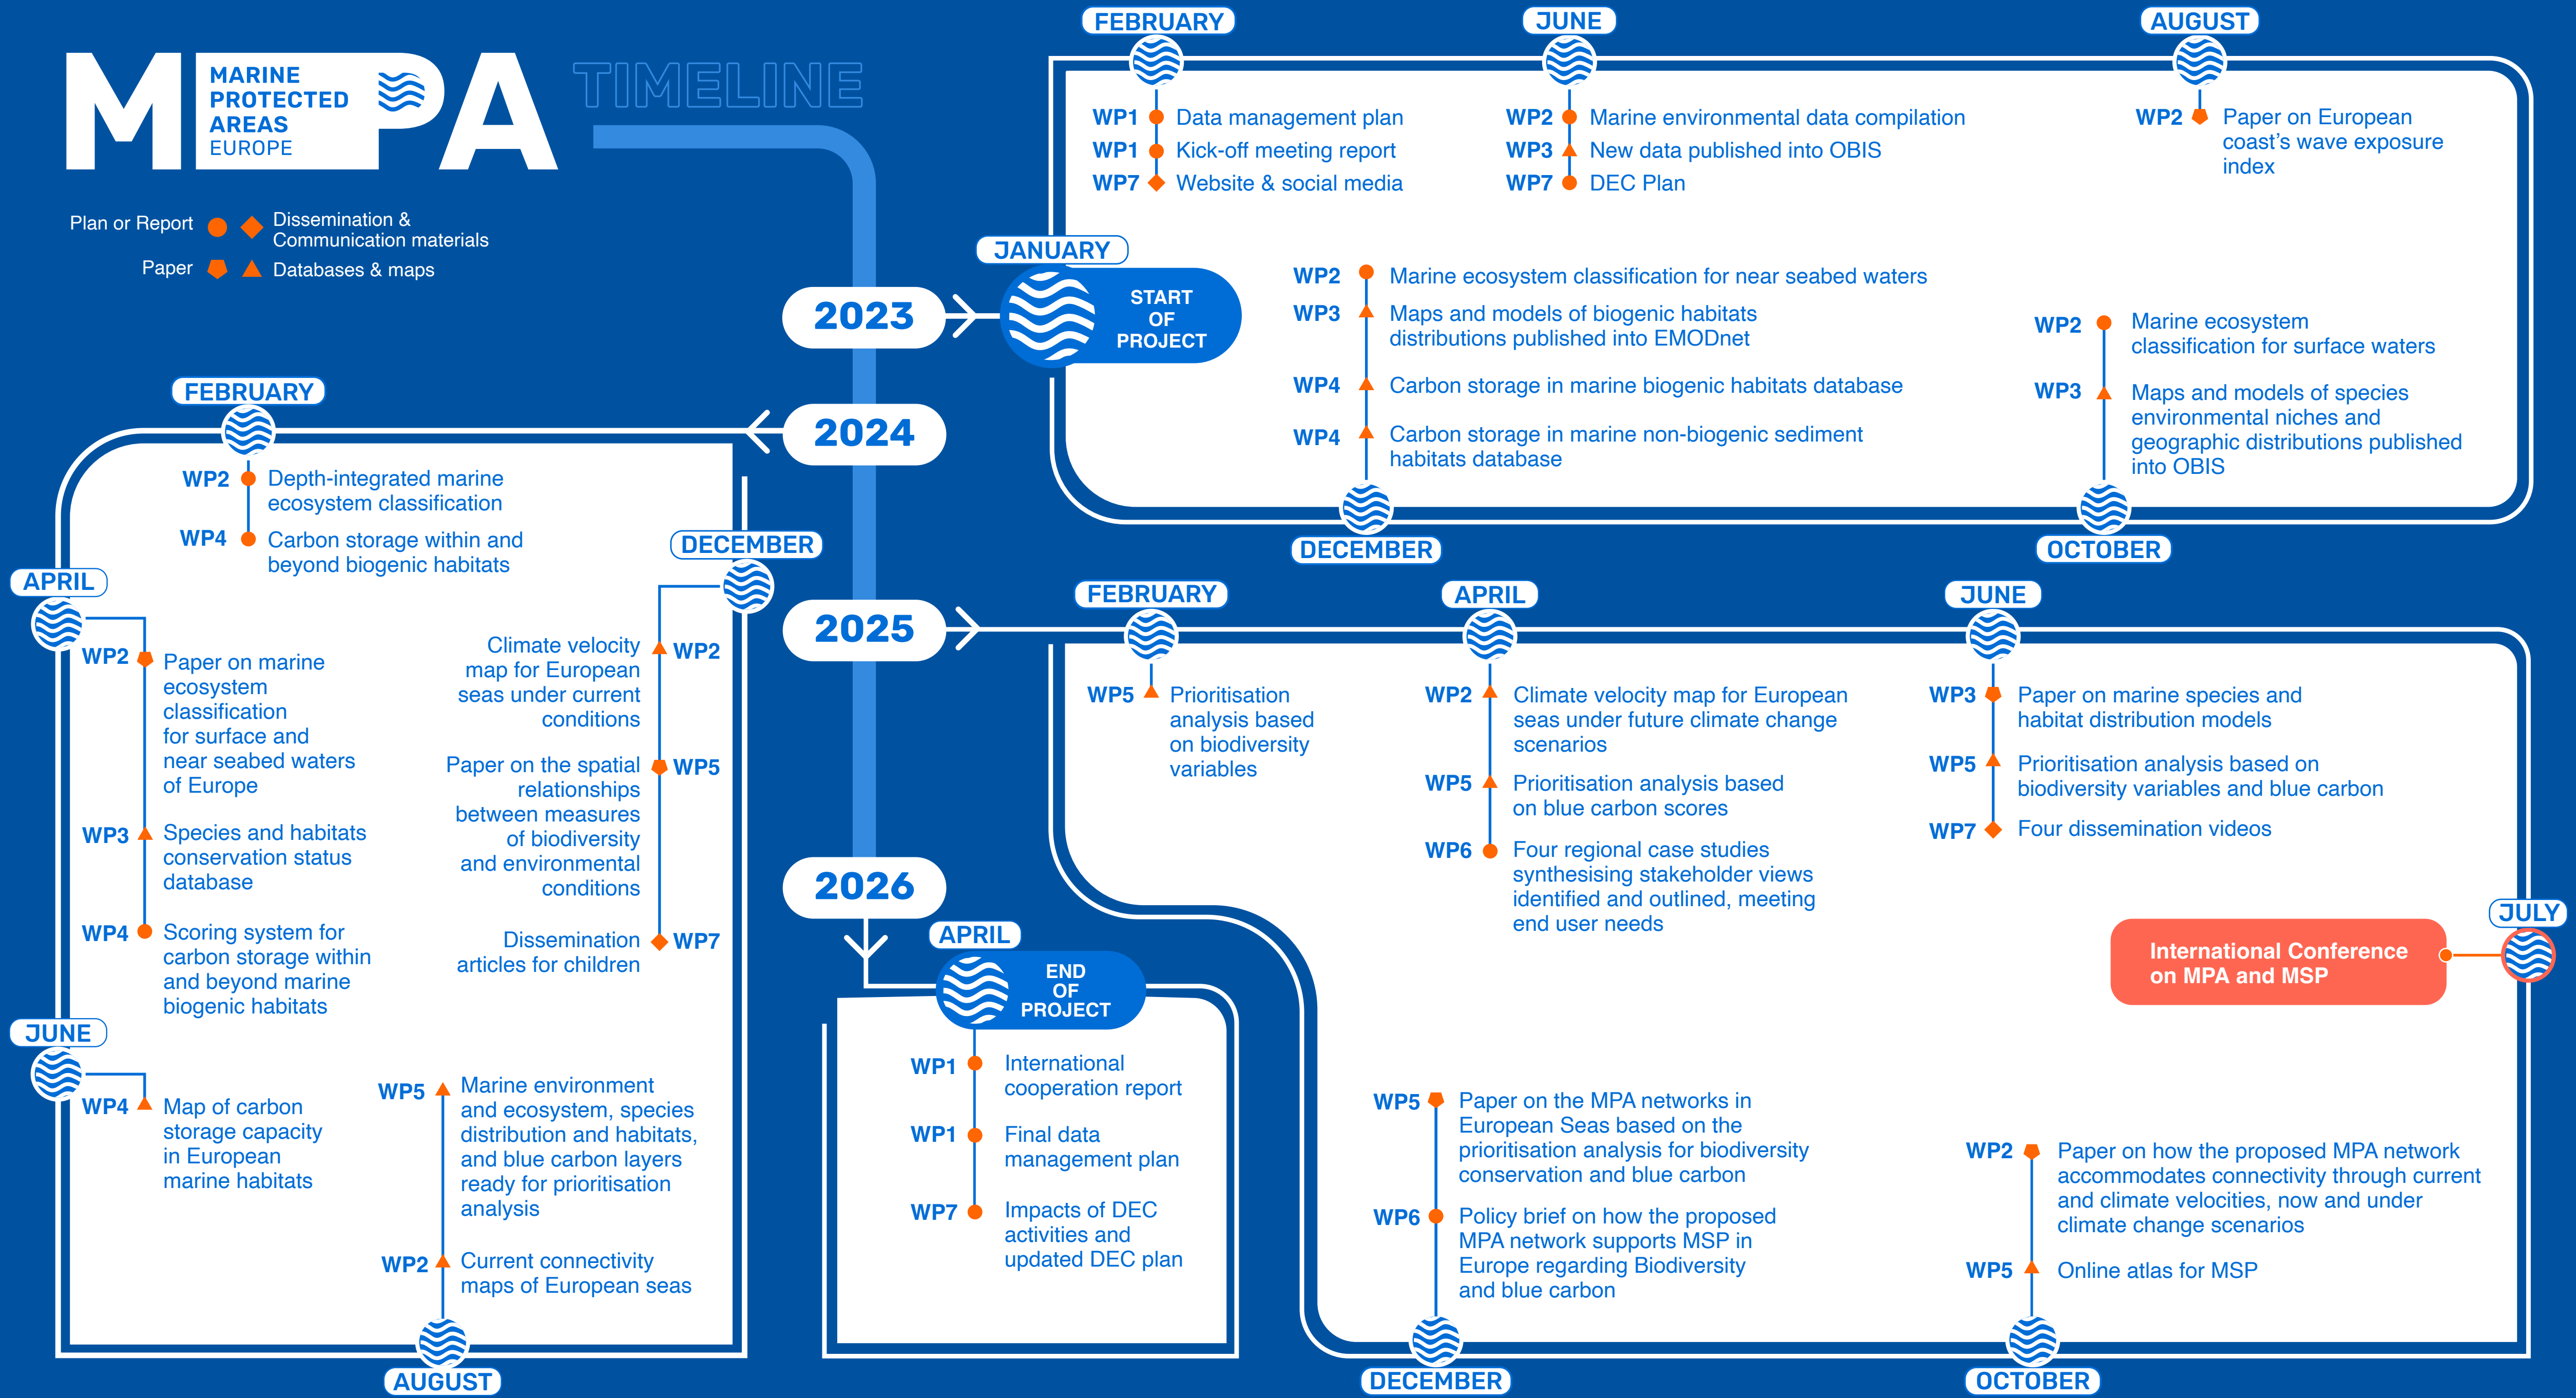 MPA
MARINE
PROTECTED
AREAS
EUROPE
TIMELINE
Plan or Report
Dissemination &
Communication materials
Paper
Databases & maps
2023
JANUARY
START
OF
PROJECT
FEBRUARY
WP1 Data management plan
WP1 Kick-off meeting report
WP7 Website & social media
JUNE
WP2 Marine environmental data compilation
WP3 New data published into OBIS
WP7 DEC Plan
AUGUST
WP2 Paper on European
coast's wave exposure
index
WP2 Marine ecosystem
classification for surface waters
WP3 Maps and models of species
environmental niches and
geographic distributions published
into OBIS
OCTOBER
WP2 Marine ecosystem classification for near seabed waters
WP3 Maps and models of biogenic habitats
distributions published into EMODnet
WP4 Carbon storage in marine biogenic habitats database
WP4 Carbon storage in marine non-biogenic sediment
habitats database
DECEMBER
2024
FEBRUARY
WP2 Depth-integrated marine
ecosystem classification
WP4 Carbon storage within and
beyond biogenic habitats
APRIL
WP2 Paper on marine
ecosystem
classification
for surface and
near seabed waters
of Europe
WP3 Species and habitats
conservation status
database
WP4 Scoring system for
carbon storage within
and beyond marine
biogenic habitats
JUNE
WP4 Map of carbon
storage capacity
in European
marine habitats
WP5 Marine environment
and ecosystem, species
distribution and habitats,
and blue carbon layers
ready for prioritisation
analysis
WP2 Current connectivity
maps of European seas
AUGUST
DECEMBER
Climate velocity WP2
map for European
seas under current
conditions
Paper on the spatial WP5
relationships
between measures
of biodiversity
and environmental
conditions
Dissemination WP7
articles for children
2025
FEBRUARY
WP5 Prioritisation
analysis based
on biodiversity
variables
APRIL
WP2 Climate velocity map for European
seas under future climate change
scenarios
WP5 Prioritisation analysis based
on blue carbon scores
WP6 Four regional case studies
synthesising stakeholder views
identified and outlined, meeting
end user needs
JUNE
WP3 Paper on marine species and
habitat distribution models
WP5 Prioritisation analysis based on
biodiversity variables and blue carbon
WP7 Four dissemination videos
JULY
International Conference
on MPA and MSP
WP2 Paper on how the proposed MPA network
accommodates connectivity through current
and climate velocities, now and under
climate change scenarios
WP5 Online atlas for MSP
OCTOBER
WP5 Paper on the MPA networks in
European Seas based on the
prioritisation analysis for biodiversity
conservation and blue carbon
WP6 Policy brief on how the proposed
MPA network supports MSP in
Europe regarding Biodiversity
and blue carbon
DECEMBER
2026
APRIL
END
OF
PROJECT
WP1 International
cooperation report
WP1 Final data
management plan
WP7 Impacts of DEC
activities and
updated DEC plan